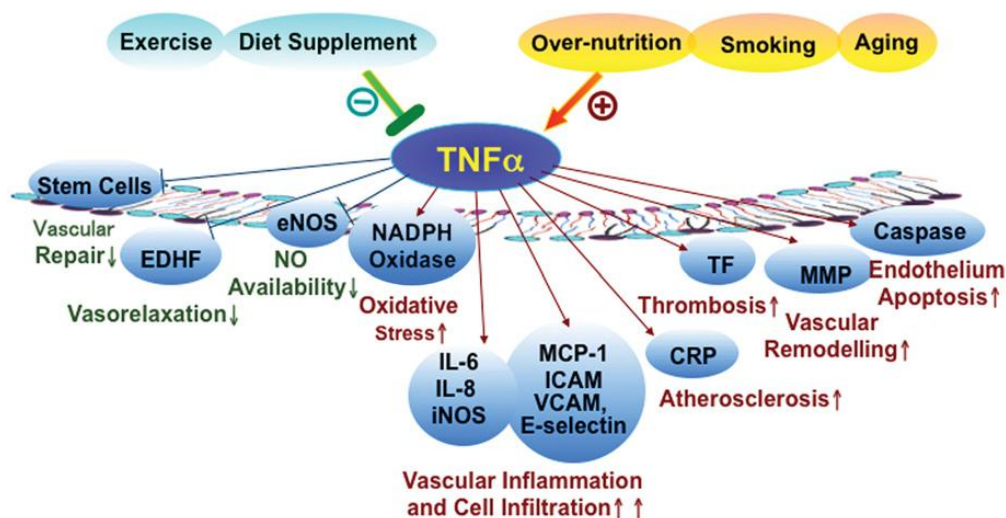 Exercise
Diet Supplement
Over-nutrition
Smoking
Aging
⊖
⊕
TNFα
Stem Cells
Vascular
Repair↓
EDHF
Vasorelaxation↓
eNOS
NO
Availability↓
NADPH
Oxidase
Oxidative
Stress↑
IL-6
IL-8
iNOS
MCP-1
ICAM
VCAM,
E-selectin
Vascular Inflammation
and Cell Infiltration↑↑
CRP
Atherosclerosis↑
TF
Thrombosis↑
MMP
Vascular
Remodelling↑
Caspase
Endothelium
Apoptosis↑